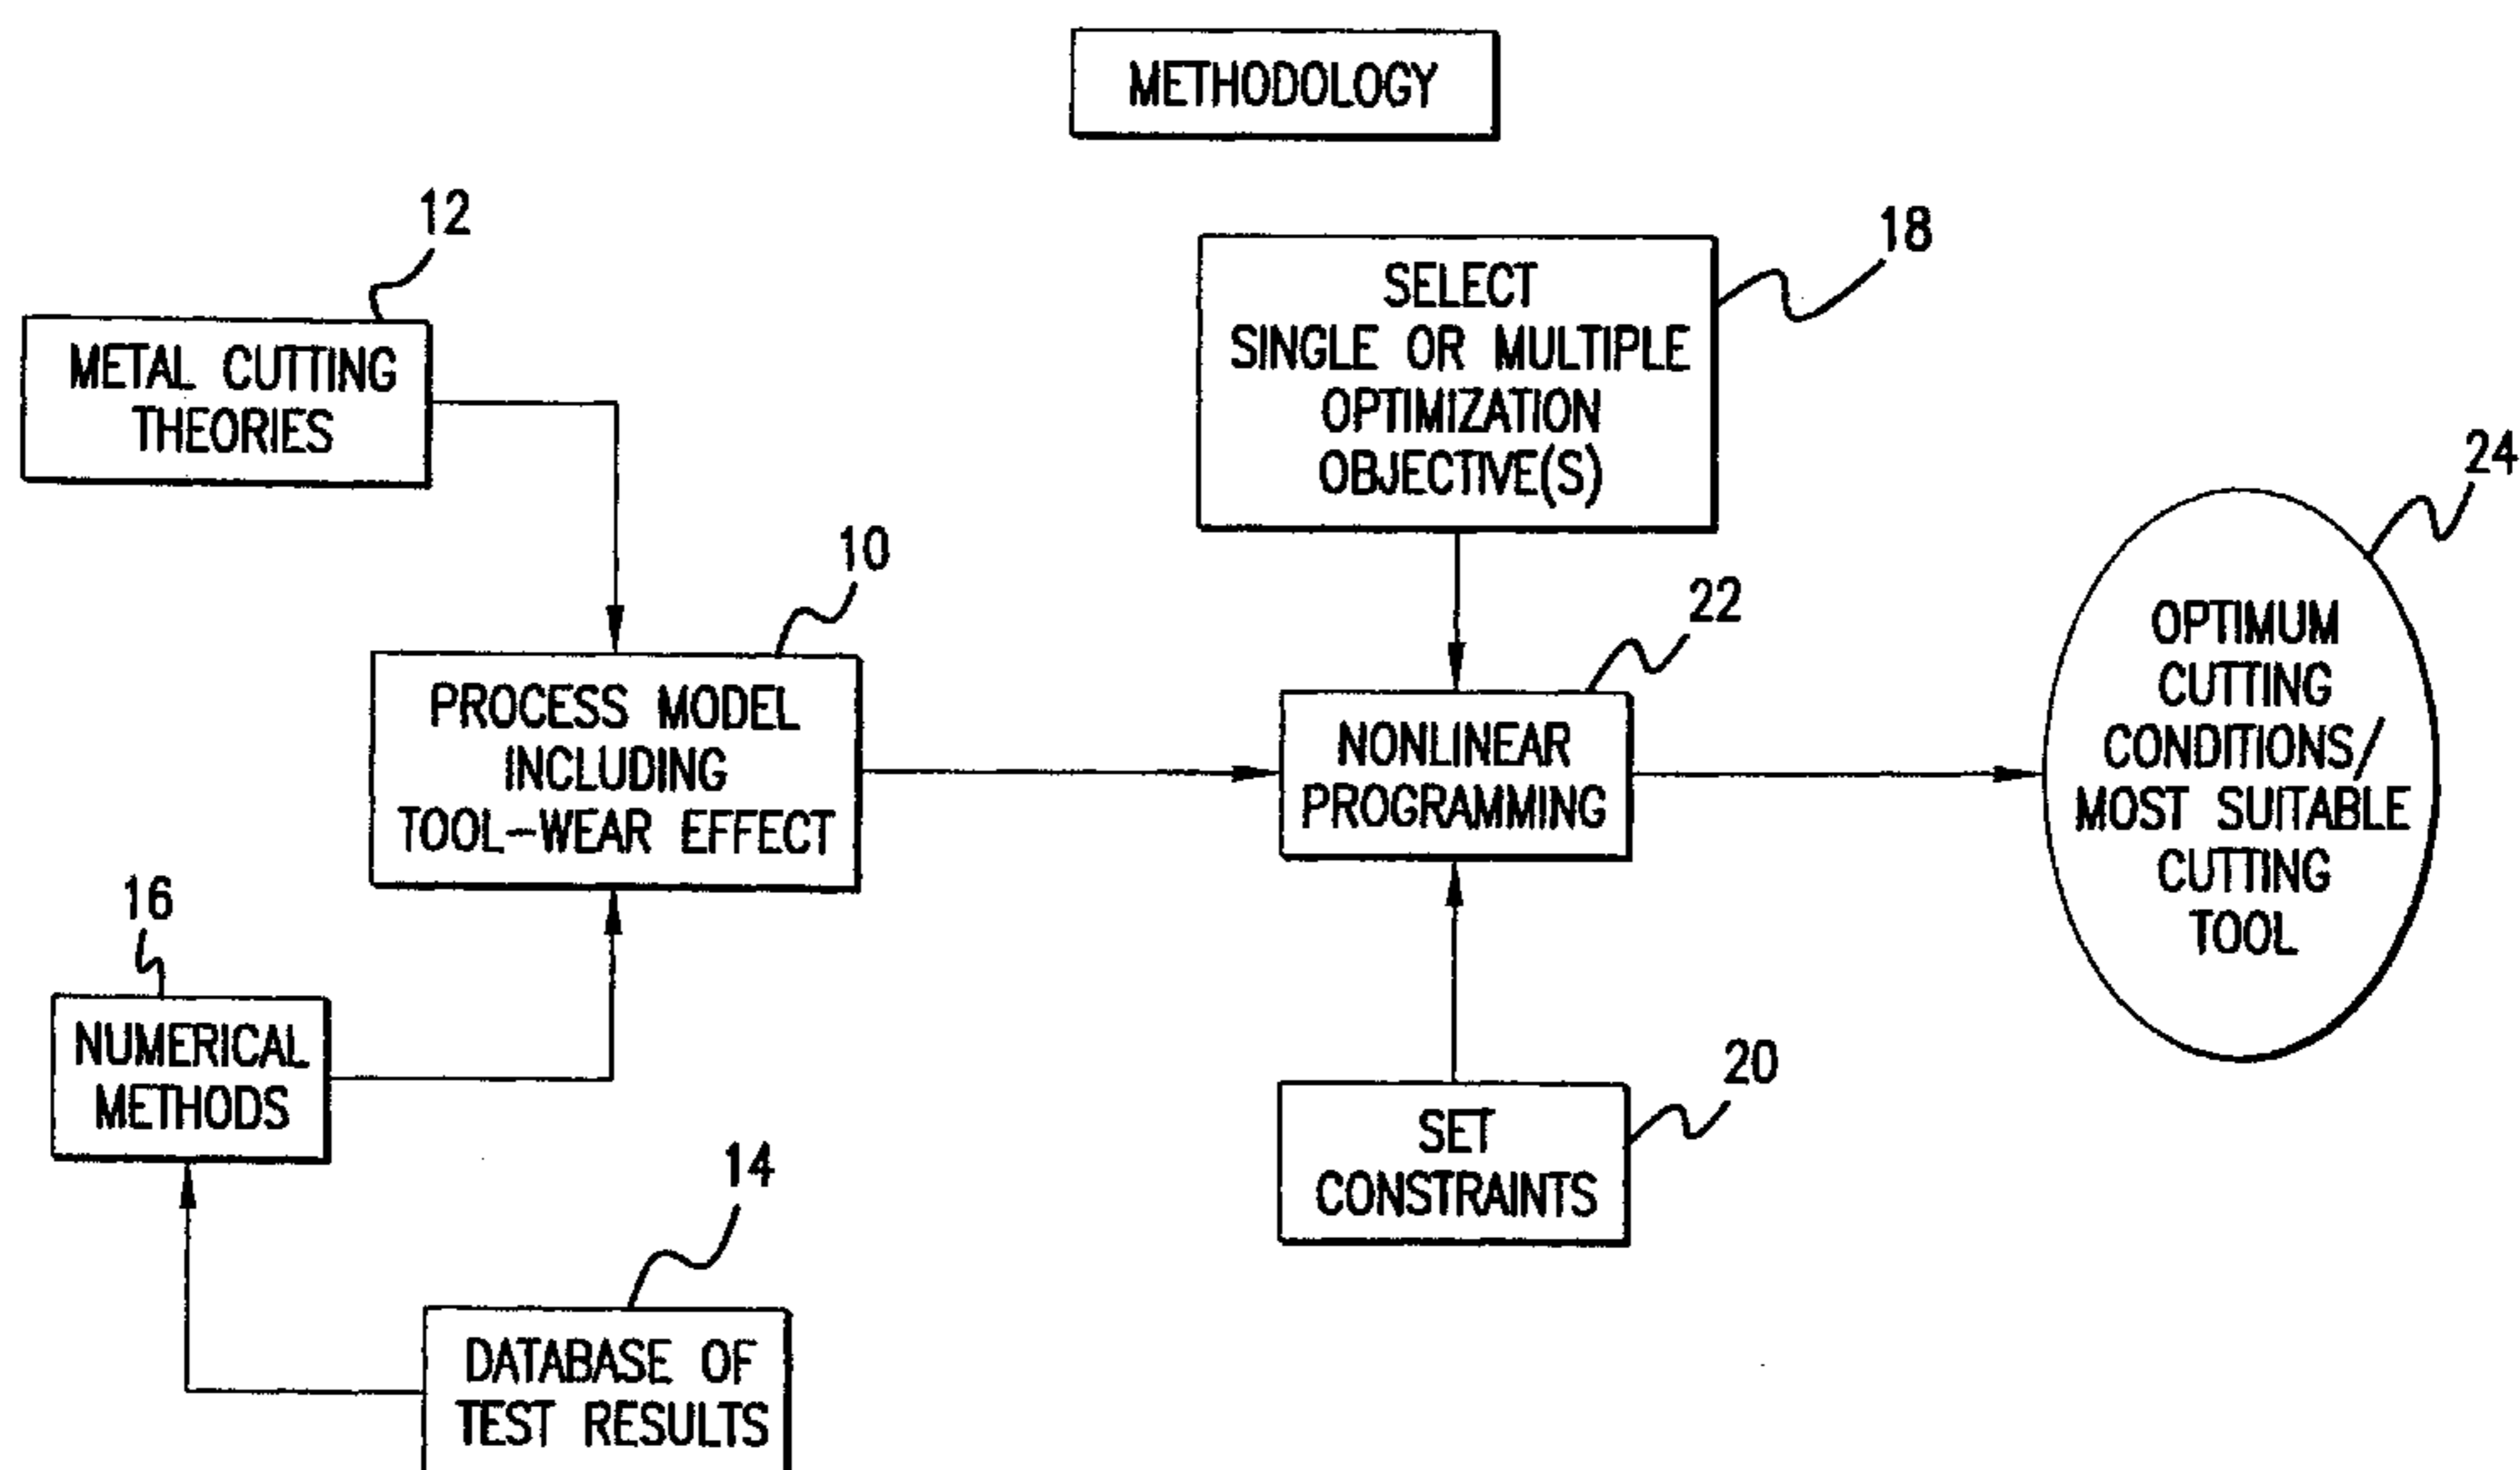 METHODOLOGY
12
METAL CUTTING
THEORIES
18
SELECT
SINGLE OR MULTIPLE
OPTIMIZATION
OBJECTIVE(S)
10
PROCESS MODEL
INCLUDING
TOOL-WEAR EFFECT
22
NONLINEAR
PROGRAMMING
24
OPTIMUM
CUTTING
CONDITIONS/
MOST SUITABLE
CUTTING
TOOL
16
NUMERICAL
METHODS
20
SET
CONSTRAINTS
14
DATABASE OF
TEST RESULTS